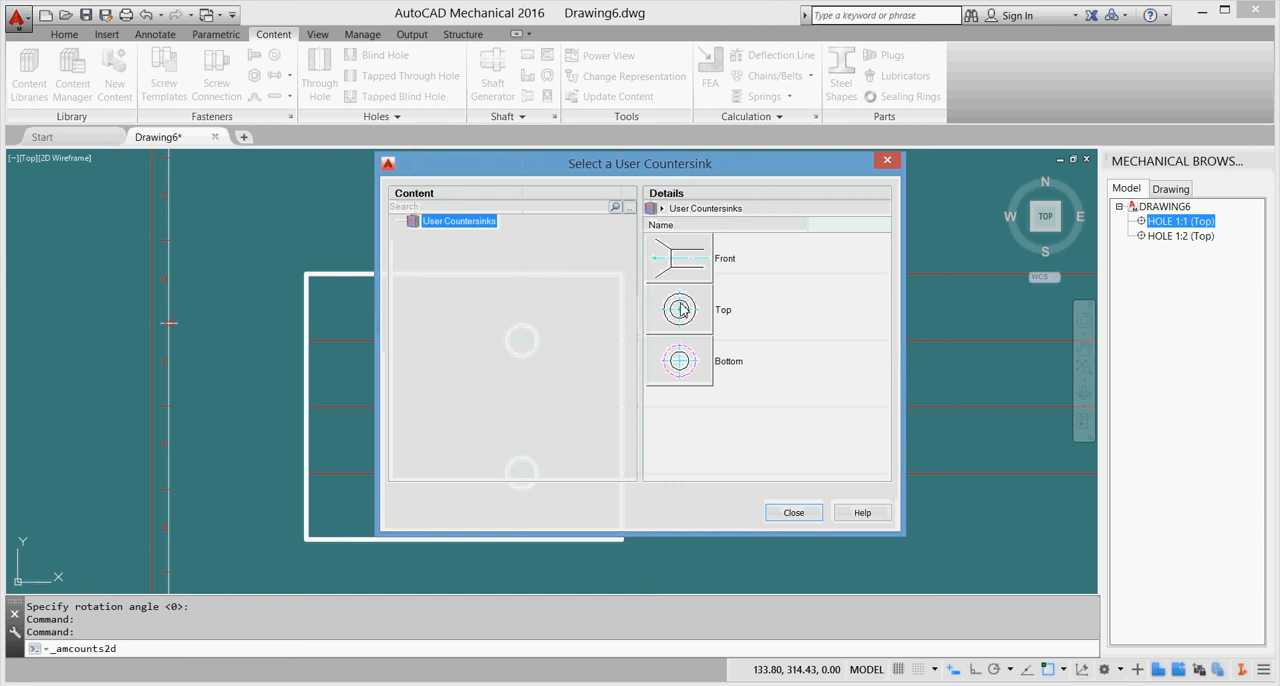 AutoCAD Mechanical 2016 Drawing6.dwg
Type a keyword or phrase
Sign In
Home Insert Annotate Parametric Content View Manage Output Structure
Content Libraries
Content Manager
New Content
Library
Screw Templates
Screw Connection
Fasteners
Through Hole
Blind Hole
Tapped Through Hole
Tapped Blind Hole
Holes
Shaft Generator
Shaft
Power View
Change Representation
Update Content
Tools
FEA
Deflection Line
Chains/Belts
Springs
Calculation
Steel Shapes
Plugs
Lubricators
Sealing Rings
Parts
Start
Drawing6*
[−][Top][2D Wireframe]
Select a User Countersink
Content
Search
...
User Countersinks
Details
User Countersinks
Name
Front
Top
Bottom
Close
Help
N
W TOP E
S
WCS
MECHANICAL BROWS...
Model Drawing
DRAWING6
HOLE 1:1 (Top)
HOLE 1:2 (Top)
Y
X
Specify rotation angle <0>:
Command:
Command:
_amcounts2d
133.80, 314.43, 0.00 MODEL